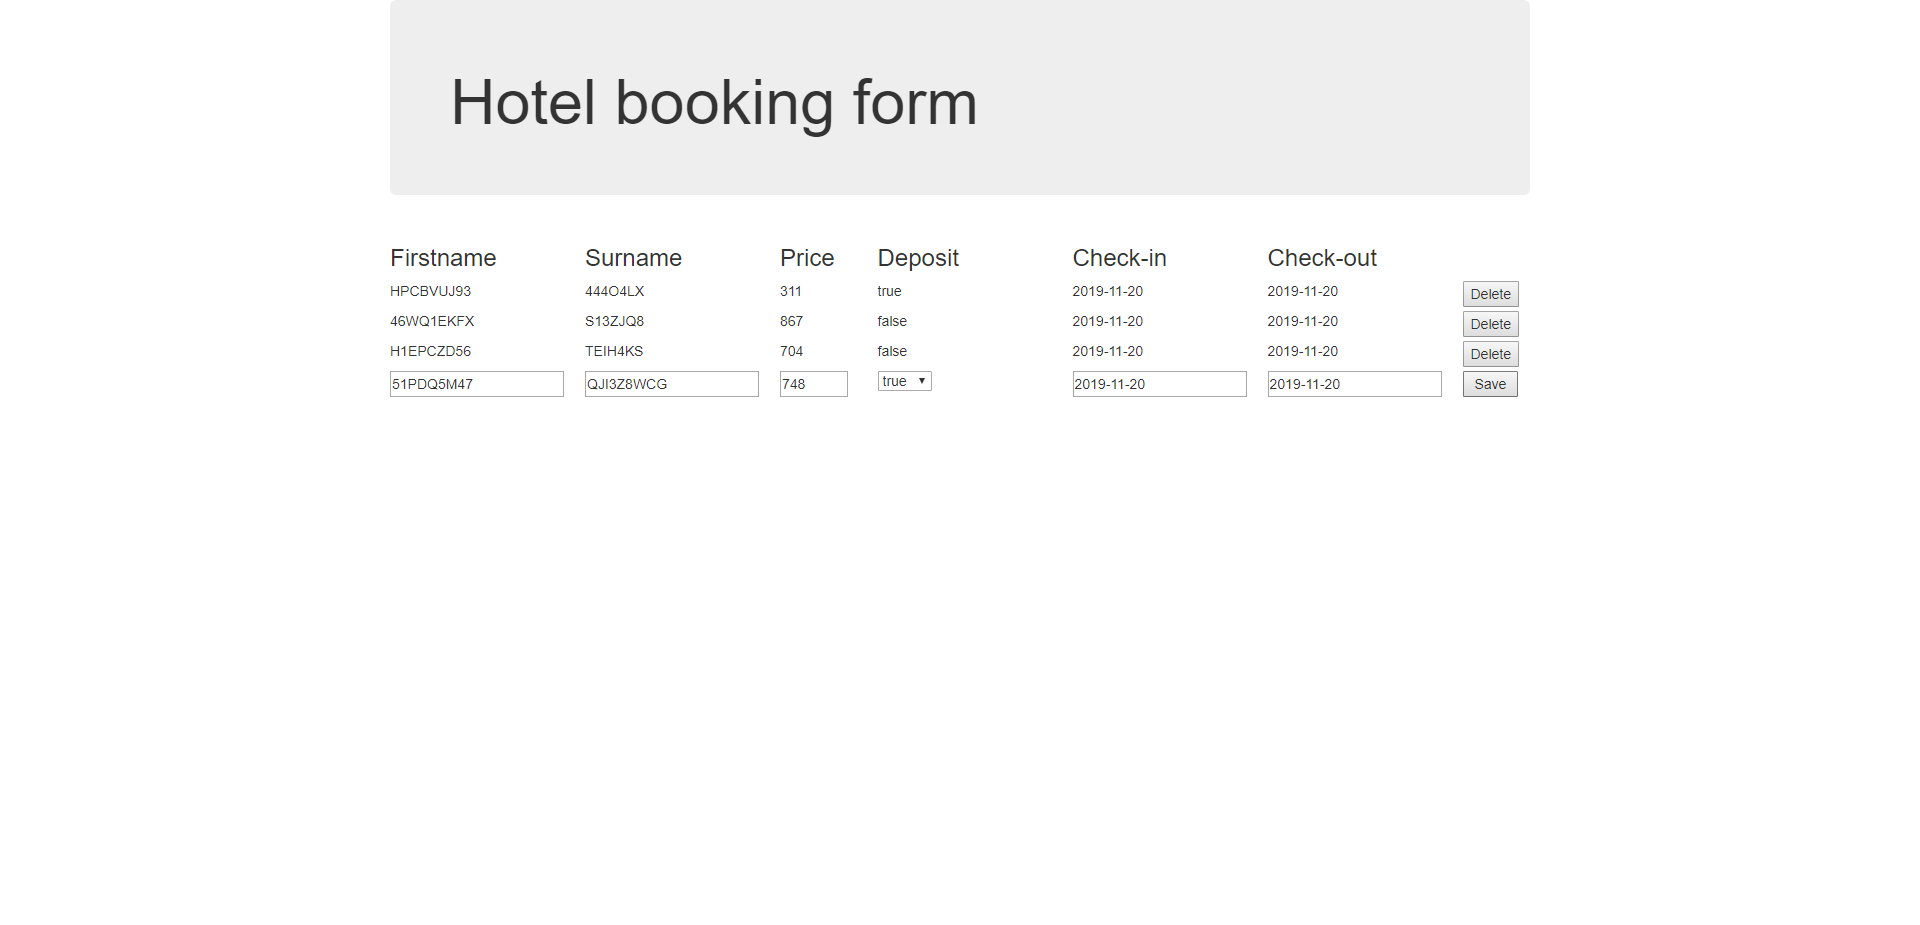 Hotel booking form
Firstname Surname Price Deposit Check-in Check-out
HPCBVUJ93 444O4LX 311 true 2019-11-20 2019-11-20 Delete
46WQ1EKFX S13ZJQ8 867 false 2019-11-20 2019-11-20 Delete
H1EPCZD56 TEIH4KS 704 false 2019-11-20 2019-11-20 Delete
51PDQ5M47 QJI3Z8WCG 748 true 2019-11-20 2019-11-20 Save